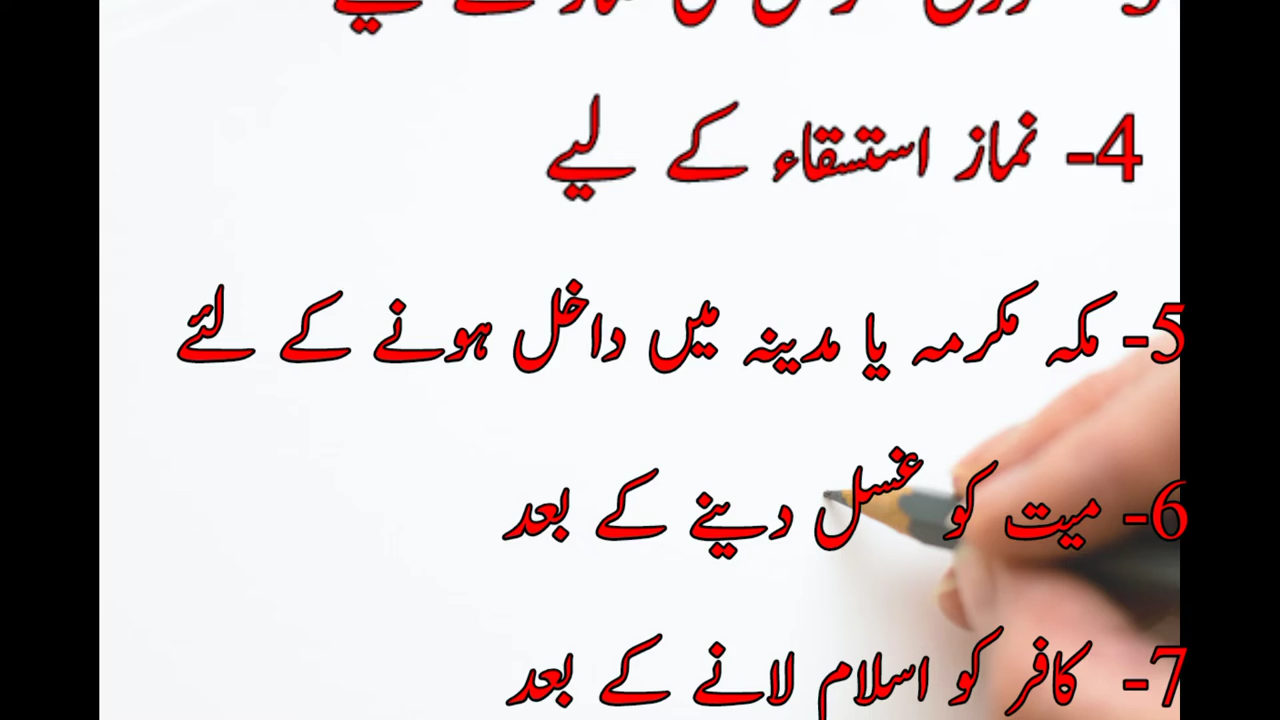 4- نماز استسقاء کے لیے
5- مکہ مکرمہ یا مدینہ میں داخل ہونے کے لئے
6- میت کو غسل دینے کے بعد
7- کافر کو اسلام لانے کے بعد